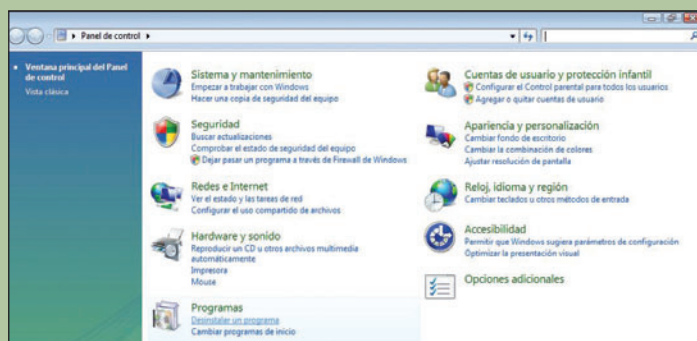 Panel de control
Ventana principal del Panel
de control
Vista clásica
Sistema y mantenimiento
Empezar a trabajar con Windows
Hacer una copia de seguridad del equipo
Seguridad
Buscar actualizaciones
Comprobar el estado de seguridad del equipo
Dejar pasar un programa a través de Firewall de Windows
Redes e Internet
Ver el estado y las tareas de red
Configurar el uso compartido de archivos
Hardware y sonido
Reproducir un CD u otros archivos multimedia
automáticamente
Impresora
Mouse
Programas
Desinstalar un programa
Cambiar programas de inicio
Cuentas de usuario y protección infantil
Configurar el Control parental para todos los usuarios
Agregar o quitar cuentas de usuario
Apariencia y personalización
Cambiar fondo de escritorio
Cambiar la combinación de colores
Ajustar resolución de pantalla
Reloj, idioma y región
Cambiar teclados u otros métodos de entrada
Accesibilidad
Permitir que Windows sugiera parámetros de configuración
Optimizar la presentación visual
Opciones adicionales